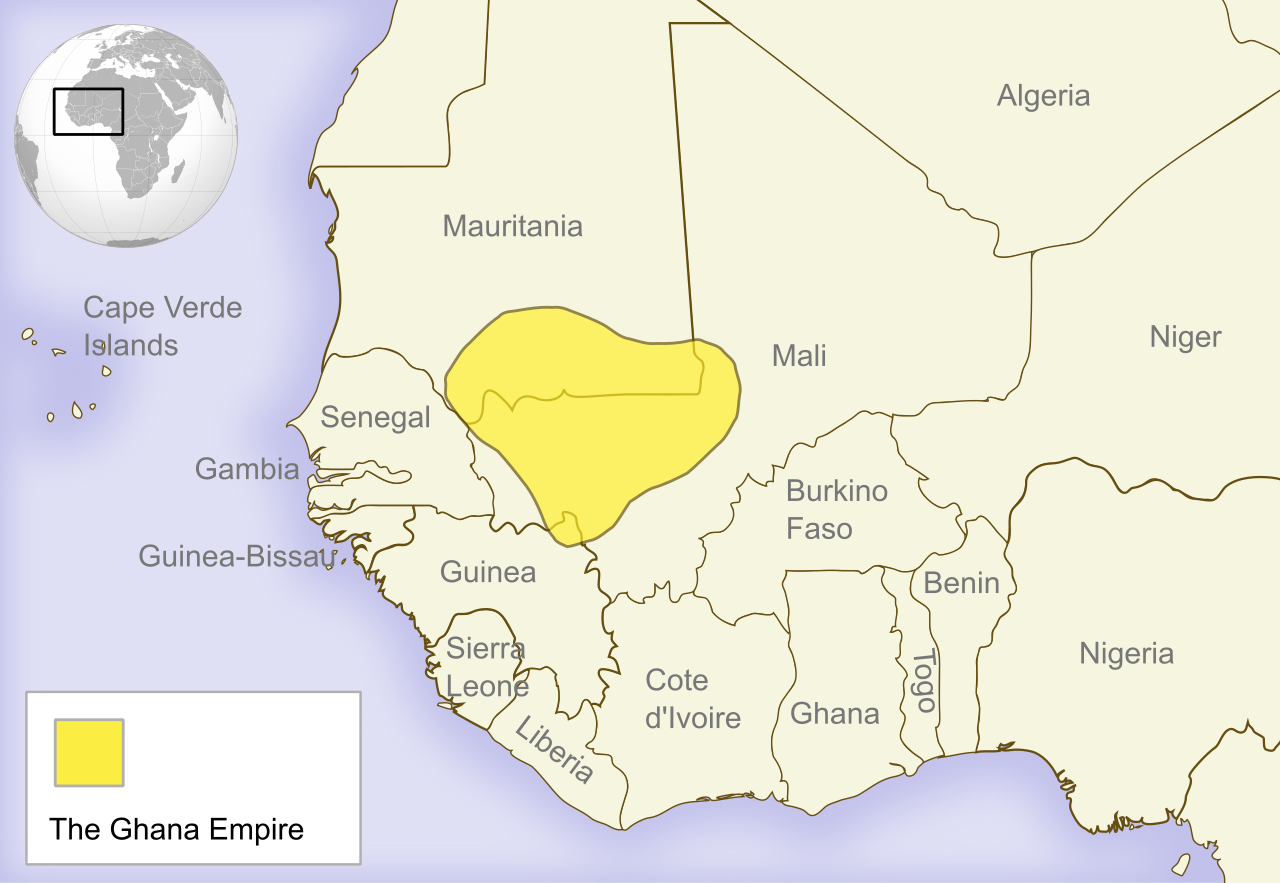 Algeria
Mauritania
Cape Verde
Islands
Niger
Mali
Senegal
Gambia
Burkino
Faso
Guinea-Bissau
Guinea
Benin
Sierra
Leone
Nigeria
Togo
Cote
d'Ivoire
Ghana
Liberia
The Ghana Empire